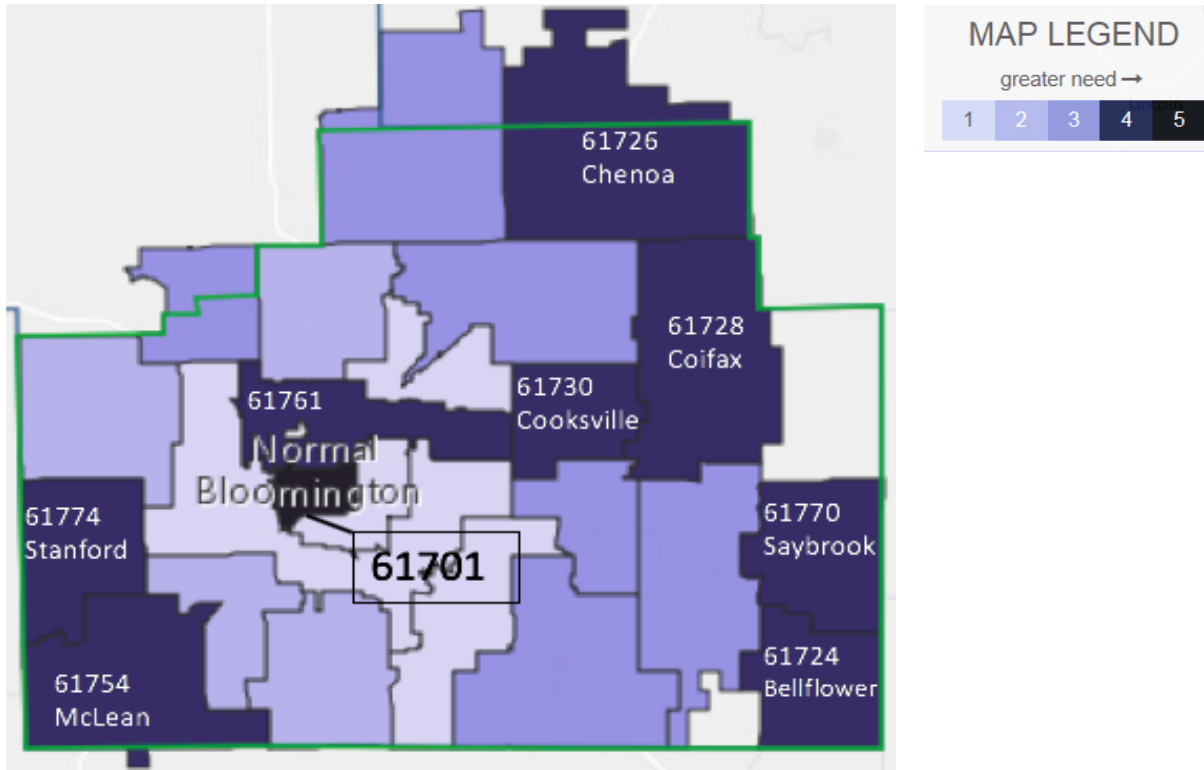 MAP LEGEND
greater need →
1 2 3 4 5
61726
Chenoa
61728
Coifax
61730
Cooksville
61761
Normal
Bloomington
61774
Stanford
61701
61770
Saybrook
61724
Bellflower
61754
McLean